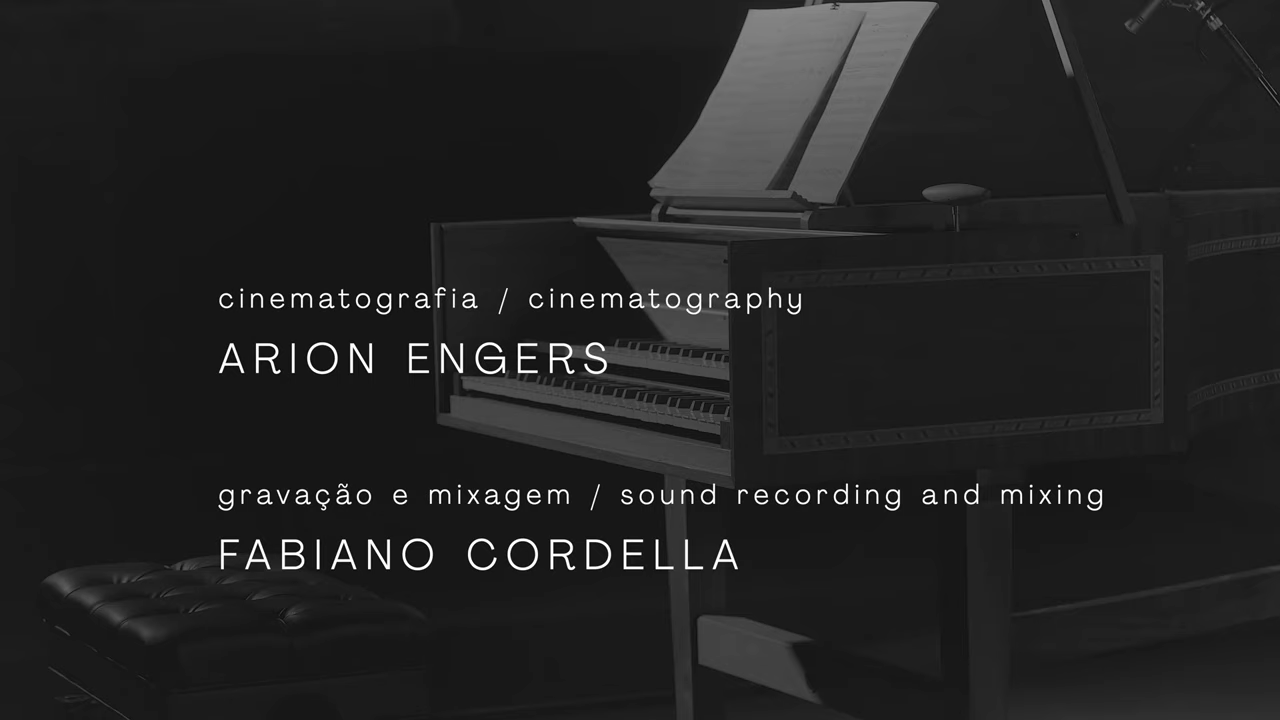 cinematografia / cinematography
ARION ENGERS
gravação e mixagem / sound recording and mixing
FABIANO CORDELLA